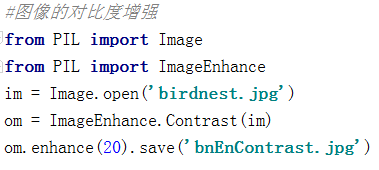 #图像的对比度增强
from PIL import Image
from PIL import ImageEnhance
im = Image.open('birdnest.jpg')
om = ImageEnhance.Contrast(im)
om.enhance(20).save('bnEnContrast.jpg')